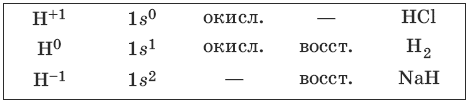 H⁺¹ 1s⁰ окисл. — HCl
H⁰ 1s¹ окисл. восст. H₂
H⁻¹ 1s² — восст. NaH